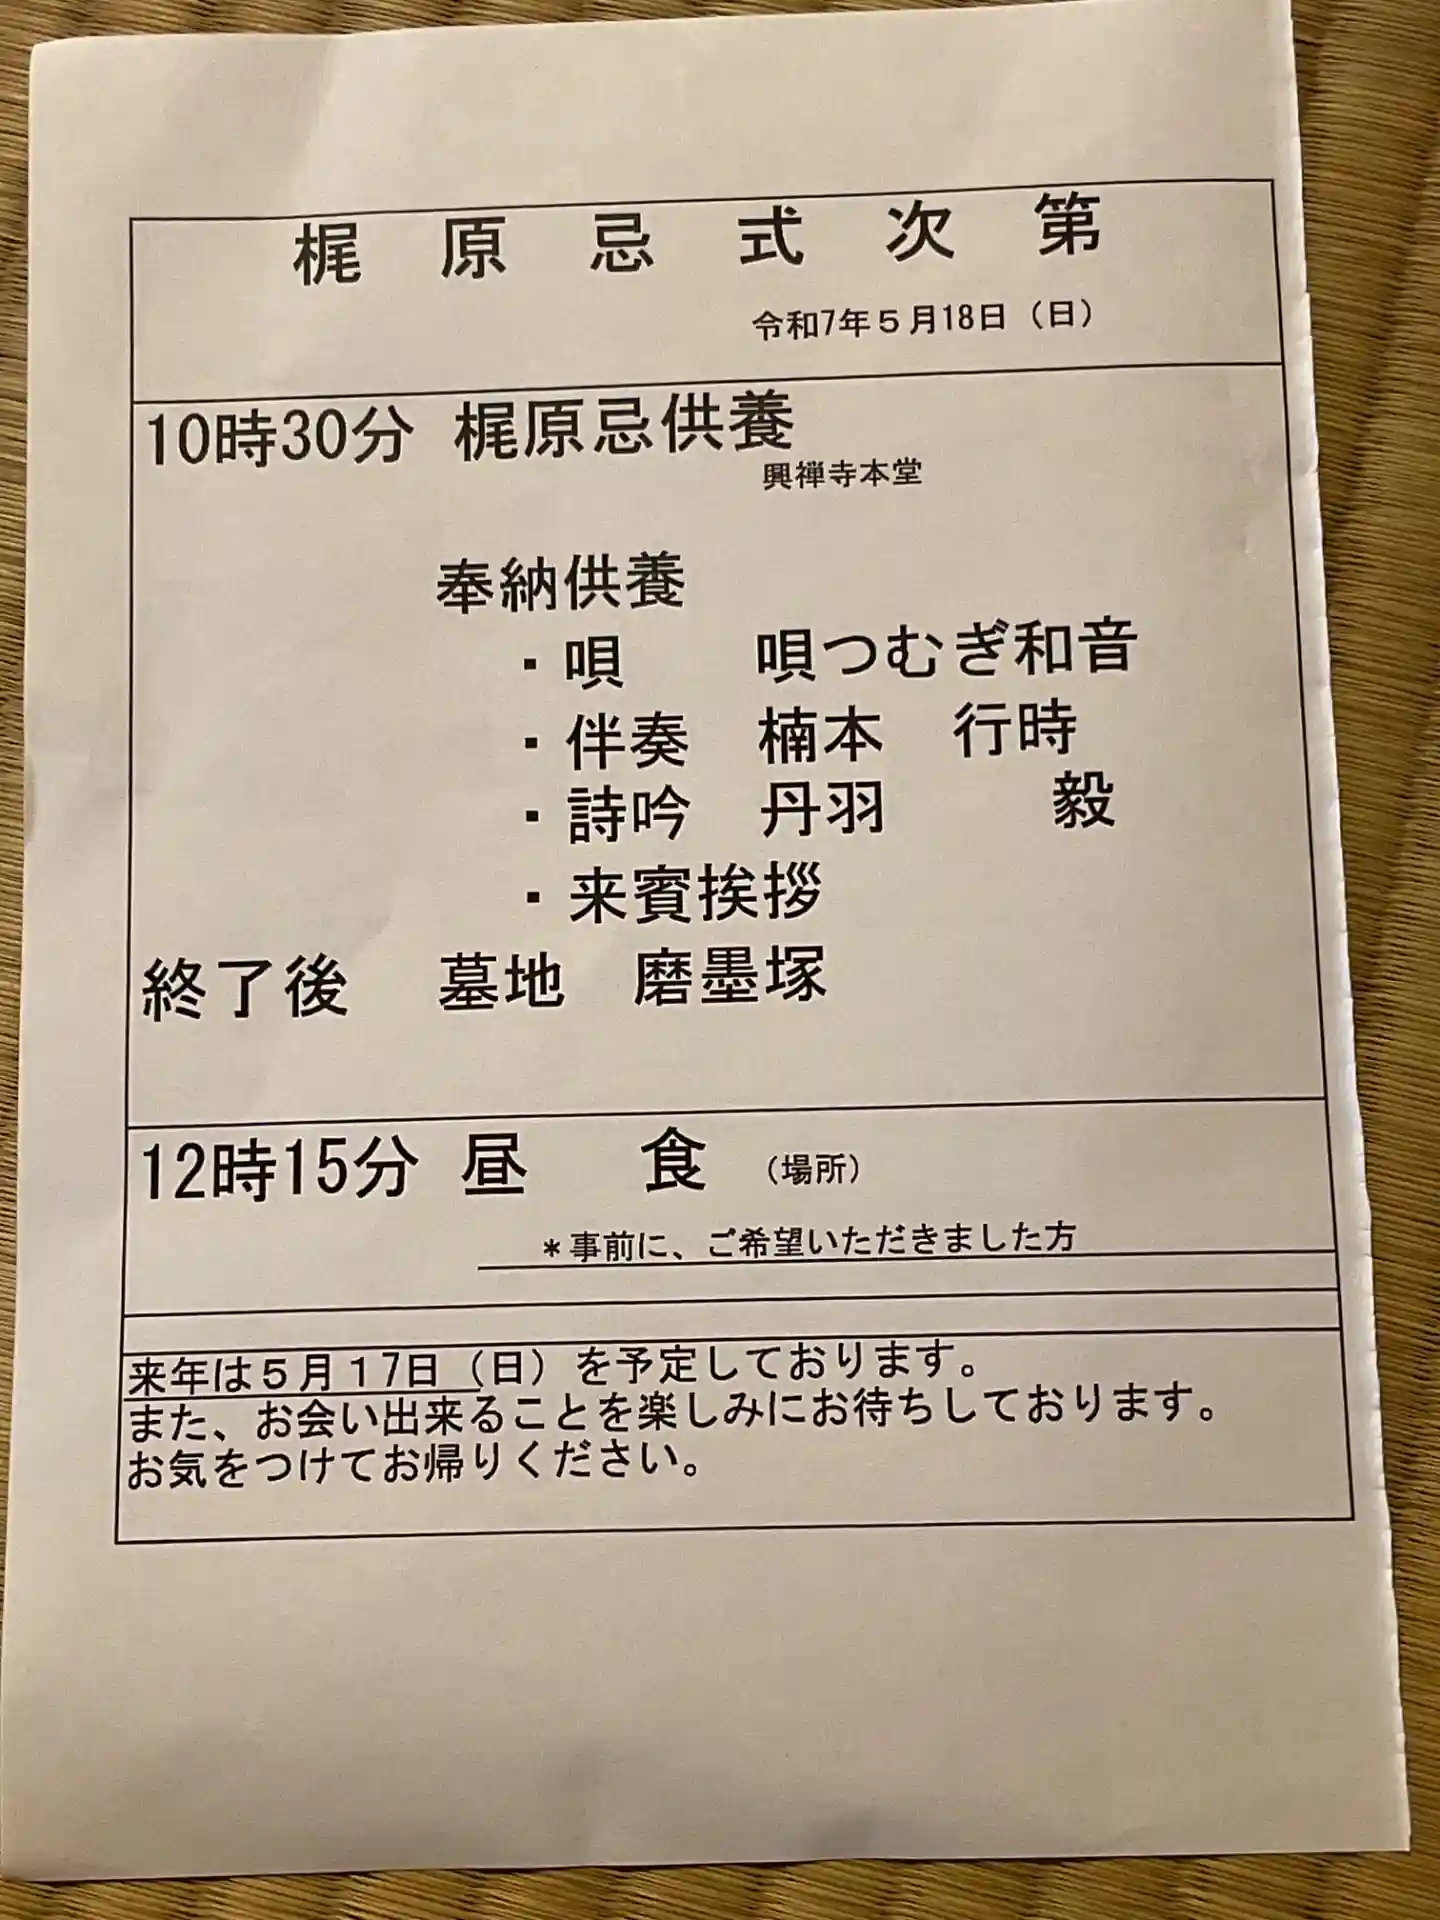 梶原忌式次第
令和7年5月18日（日）
10時30分 梶原忌供養
興禅寺本堂
奉納供養
・唄　唄つむぎ和音
・伴奏　楠本　行時
・詩吟　丹羽　毅
・来賓挨拶
終了後　墓地　磨墨塚
12時15分 昼　食 （場所）
＊事前に、ご希望いただきました方
来年は５月１7日（日）を予定しております。
また、お会い出来ることを楽しみにお待ちしております。
お気をつけてお帰りください。